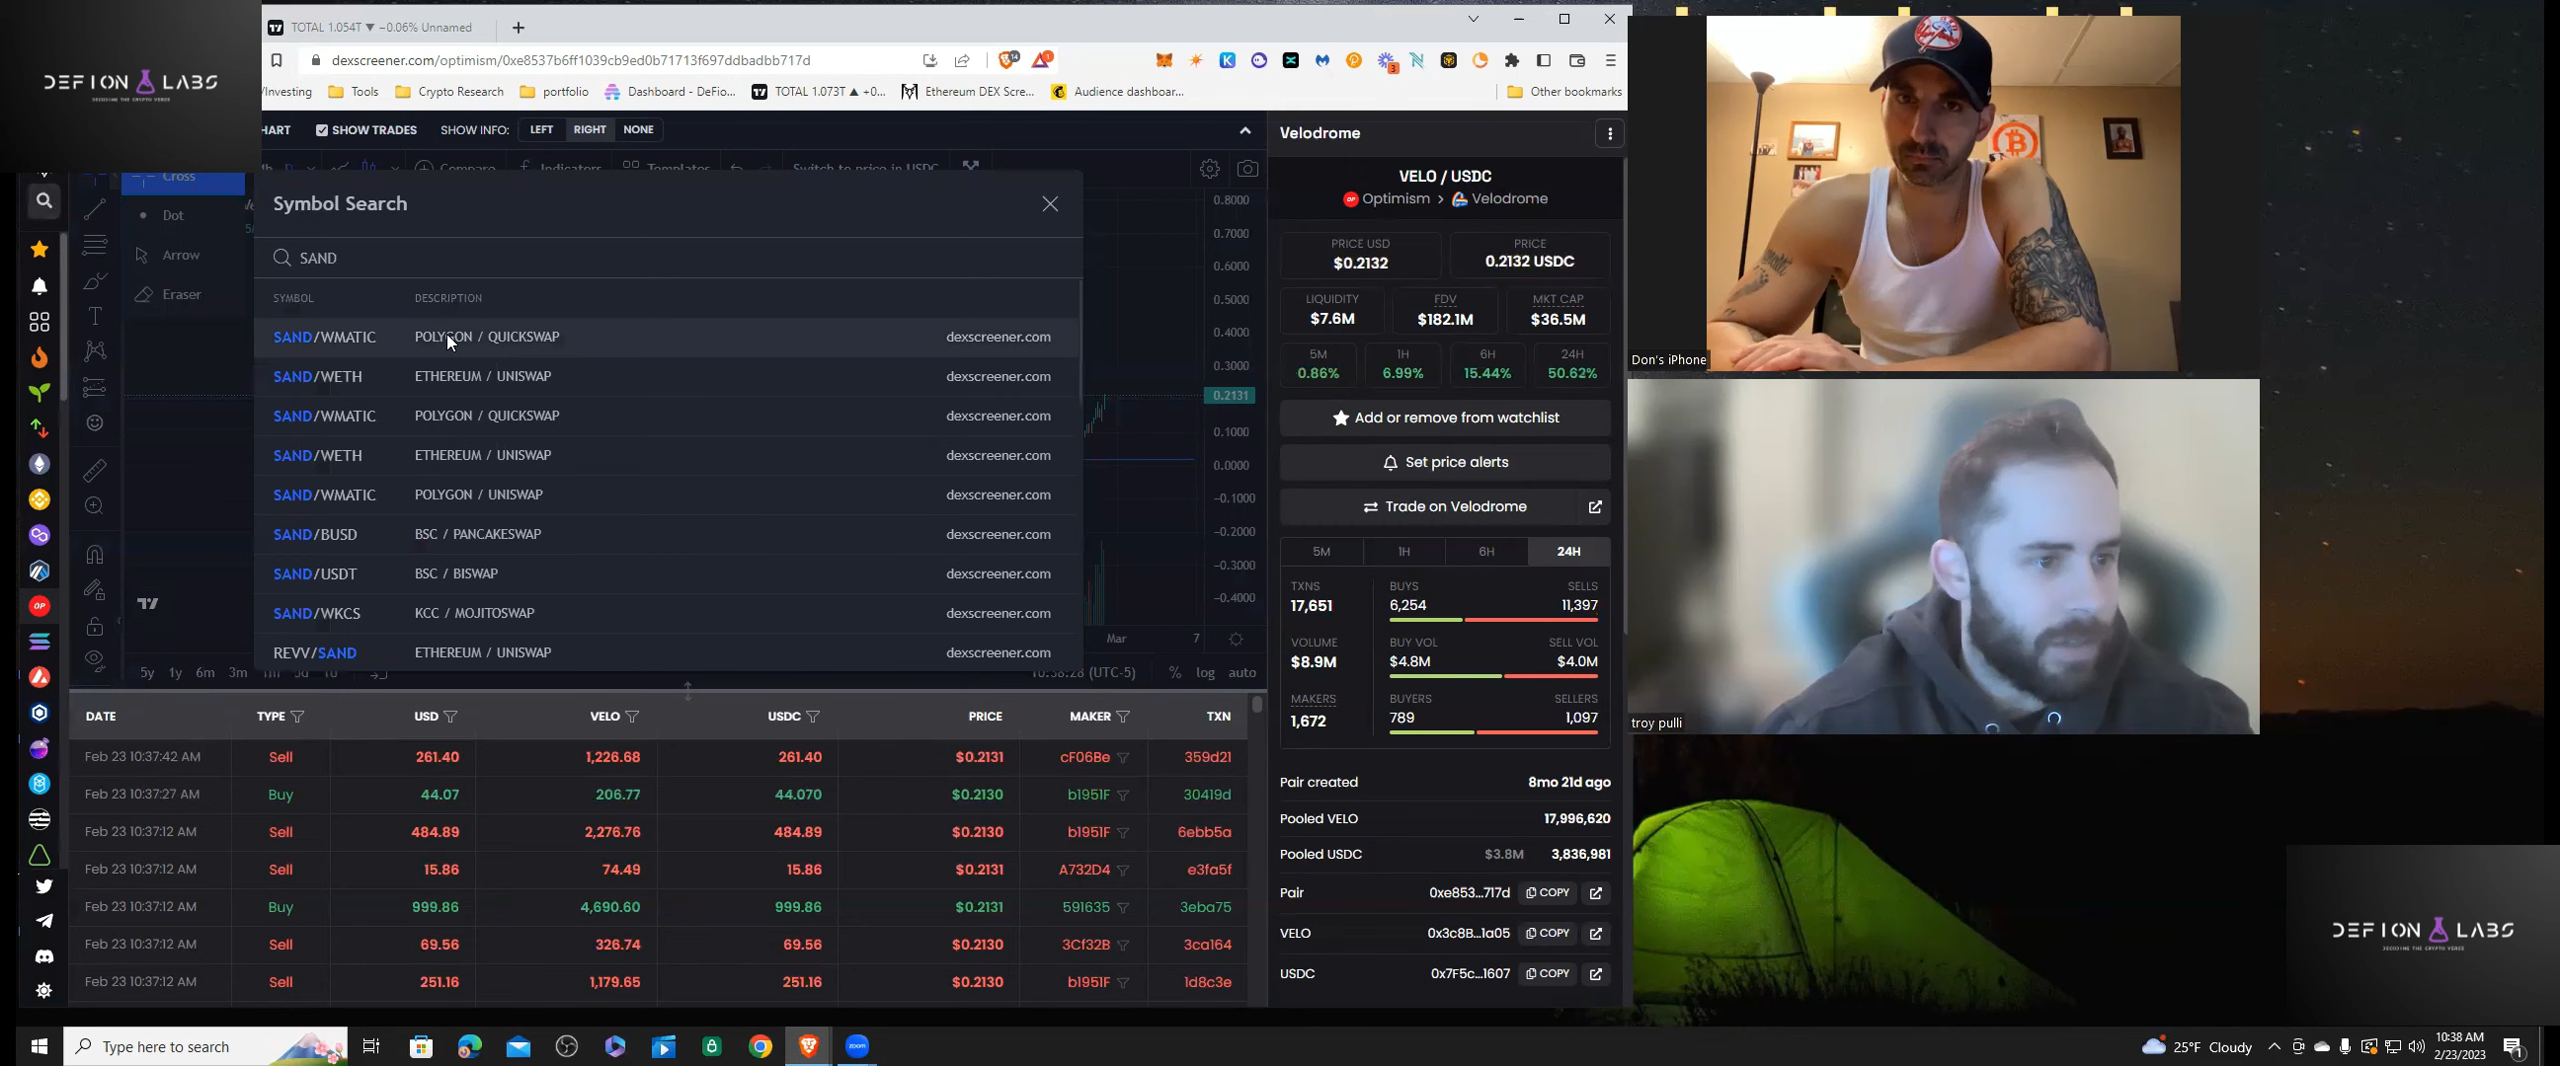 DEFION LABS
TOTAL 1.054T ▼ −0.06% Unnamed
dexscreener.com/optimism/0xe8537b6ff1039cb9ed0b71713f697ddbadbb717d
/Investing Tools Crypto Research portfolio Dashboard - DeFio... TOTAL 1.073T ▲ +0... Ethereum DEX Scre... Audience dashboar... Other bookmarks
HART SHOW TRADES SHOW INFO: LEFT RIGHT NONE
Compare Indicators Templates Switch to price in USDC
Cross
Dot
Arrow
Eraser
Symbol Search
SAND
SYMBOL DESCRIPTION
SAND/WMATIC POLYGON / QUICKSWAP dexscreener.com
SAND/WETH ETHEREUM / UNISWAP dexscreener.com
SAND/WMATIC POLYGON / QUICKSWAP dexscreener.com
SAND/WETH ETHEREUM / UNISWAP dexscreener.com
SAND/WMATIC POLYGON / UNISWAP dexscreener.com
SAND/BUSD BSC / PANCAKESWAP dexscreener.com
SAND/USDT BSC / BISWAP dexscreener.com
SAND/WKCS KCC / MOJITOSWAP dexscreener.com
REVV/SAND ETHEREUM / UNISWAP dexscreener.com
0.8000
0.7000
0.6000
0.5000
0.4000
0.3000
0.2131
0.1000
0.0000
−0.1000
−0.2000
−0.3000
−0.4000
Mar 7
5y 1y 6m 3m 1m 5d 1d 10:38:28 (UTC-5) % log auto
DATE TYPE USD VELO USDC PRICE MAKER TXN
Feb 23 10:37:42 AM Sell 261.40 1,226.68 261.40 $0.2131 cF06Be 359d21
Feb 23 10:37:27 AM Buy 44.07 206.77 44.070 $0.2130 b1951F 30419d
Feb 23 10:37:12 AM Sell 484.89 2,276.76 484.89 $0.2130 b1951F 6ebb5a
Feb 23 10:37:12 AM Sell 15.86 74.49 15.86 $0.2130 A732D4 e3fa5f
Feb 23 10:37:12 AM Buy 999.86 4,690.60 999.86 $0.2131 591635 3eba75
Feb 23 10:37:12 AM Sell 69.56 326.74 69.56 $0.2130 3Cf32B 3ca164
Feb 23 10:37:12 AM Sell 251.16 1,179.65 251.16 $0.2130 b1951F 1d8c3e
Velodrome
VELO / USDC
OP Optimism > Velodrome
PRICE USD PRICE
$0.2132 0.2132 USDC
LIQUIDITY FDV MKT CAP
$7.6M $182.1M $36.5M
5M 1H 6H 24H
0.86% 6.99% 15.44% 50.62%
Add or remove from watchlist
Set price alerts
Trade on Velodrome
5M 1H 6H 24H
TXNS BUYS SELLS
17,651 6,254 11,397
VOLUME BUY VOL SELL VOL
$8.9M $4.8M $4.0M
MAKERS BUYERS SELLERS
1,672 789 1,097
Pair created 8mo 21d ago
Pooled VELO 17,996,620
Pooled USDC $3.8M 3,836,981
Pair 0xe853...717d COPY
VELO 0x3c8B...1a05 COPY
USDC 0x7F5c...1607 COPY
Don's iPhone
troy pulli
DEFION LABS
Type here to search
zoom
25°F Cloudy
10:38 AM
2/23/2023